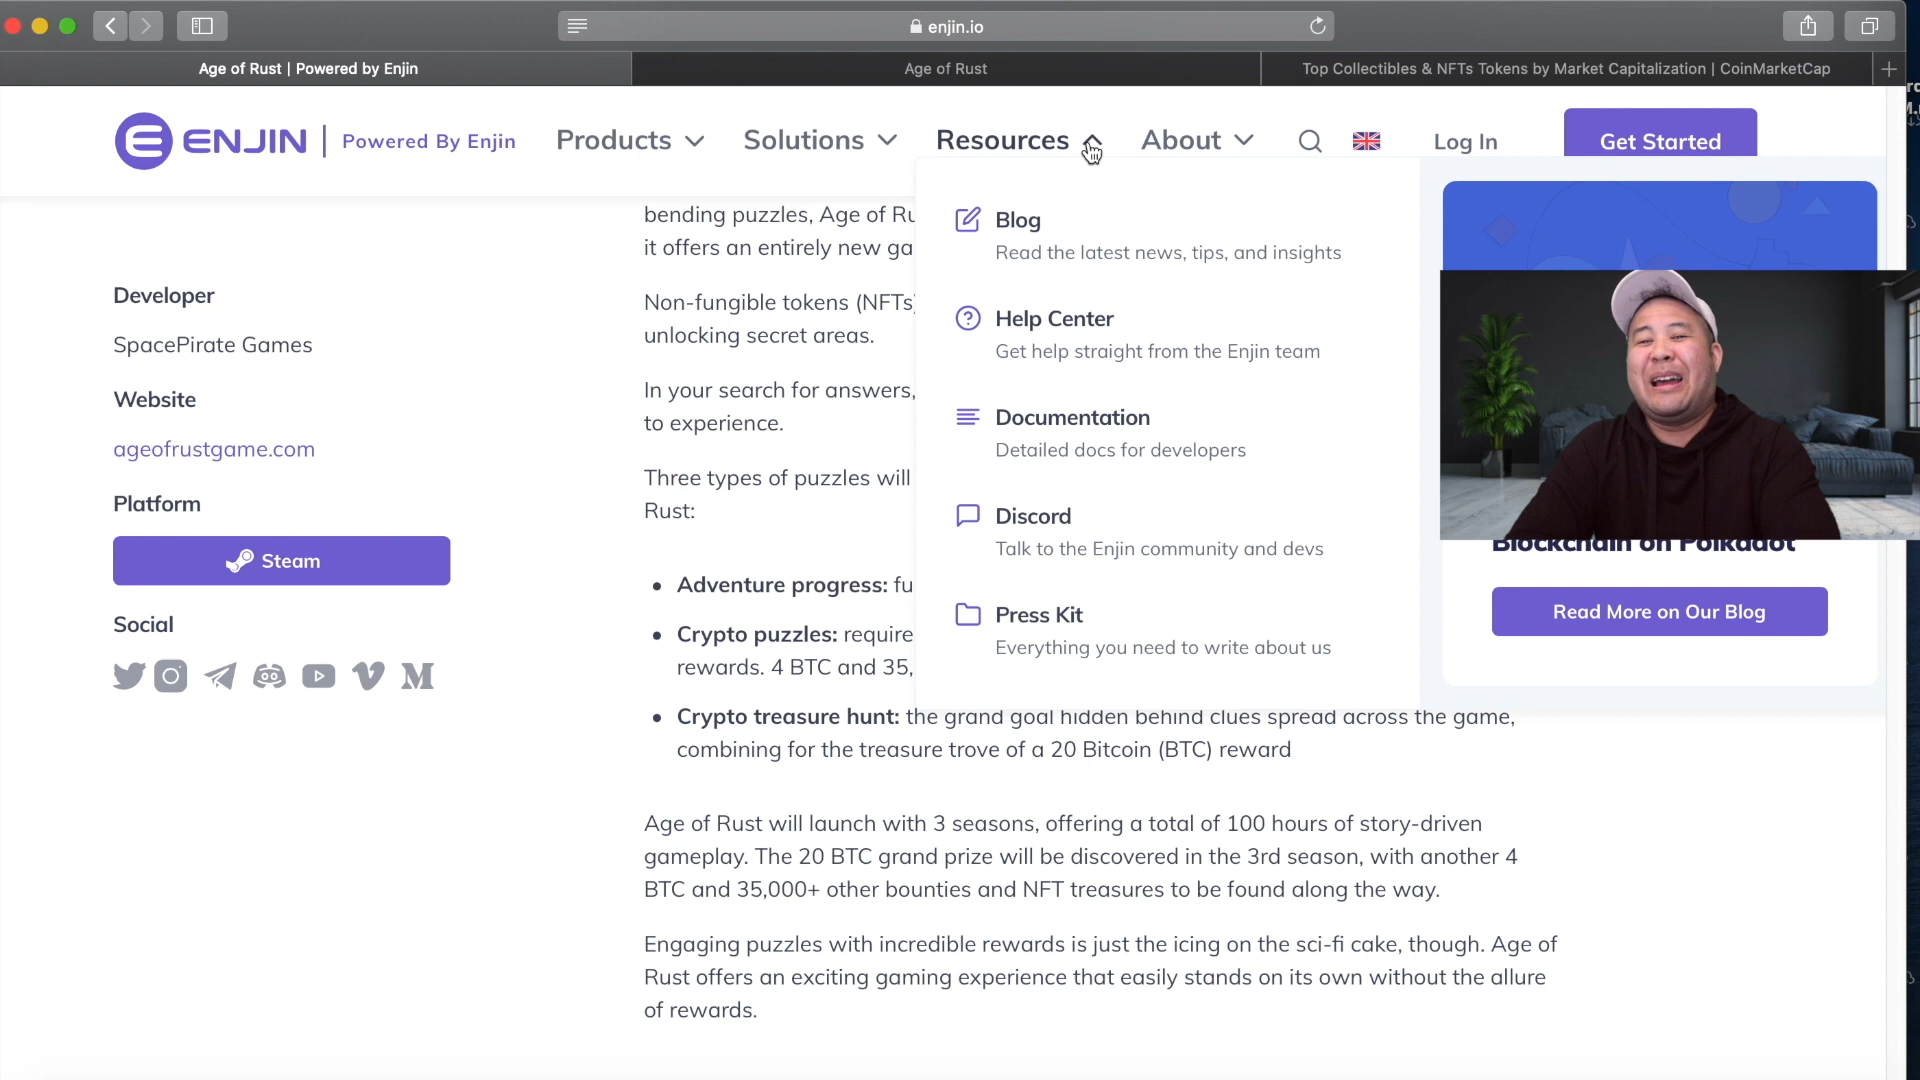 enjin.io
Age of Rust | Powered by Enjin
Age of Rust
Top Collectibles & NFTs Tokens by Market Capitalization | CoinMarketCap
ENJIN
Powered By Enjin
Products
Solutions
Resources
About
Log In
Get Started
Developer
SpacePirate Games
Website
ageofrustgame.com
Platform
Steam
Social
bending puzzles, Age of Ru
it offers an entirely new ga
Non-fungible tokens (NFTs)
unlocking secret areas.
In your search for answers,
to experience.
Three types of puzzles will
Rust:
• Adventure progress: fu
• Crypto puzzles: require
rewards. 4 BTC and 35,
• Crypto treasure hunt: the grand goal hidden behind clues spread across the game,
combining for the treasure trove of a 20 Bitcoin (BTC) reward
Age of Rust will launch with 3 seasons, offering a total of 100 hours of story-driven
gameplay. The 20 BTC grand prize will be discovered in the 3rd season, with another 4
BTC and 35,000+ other bounties and NFT treasures to be found along the way.
Engaging puzzles with incredible rewards is just the icing on the sci-fi cake, though. Age of
Rust offers an exciting gaming experience that easily stands on its own without the allure
of rewards.
Blog
Read the latest news, tips, and insights
Help Center
Get help straight from the Enjin team
Documentation
Detailed docs for developers
Discord
Talk to the Enjin community and devs
Press Kit
Everything you need to write about us
Blockchain on Polkadot
Read More on Our Blog